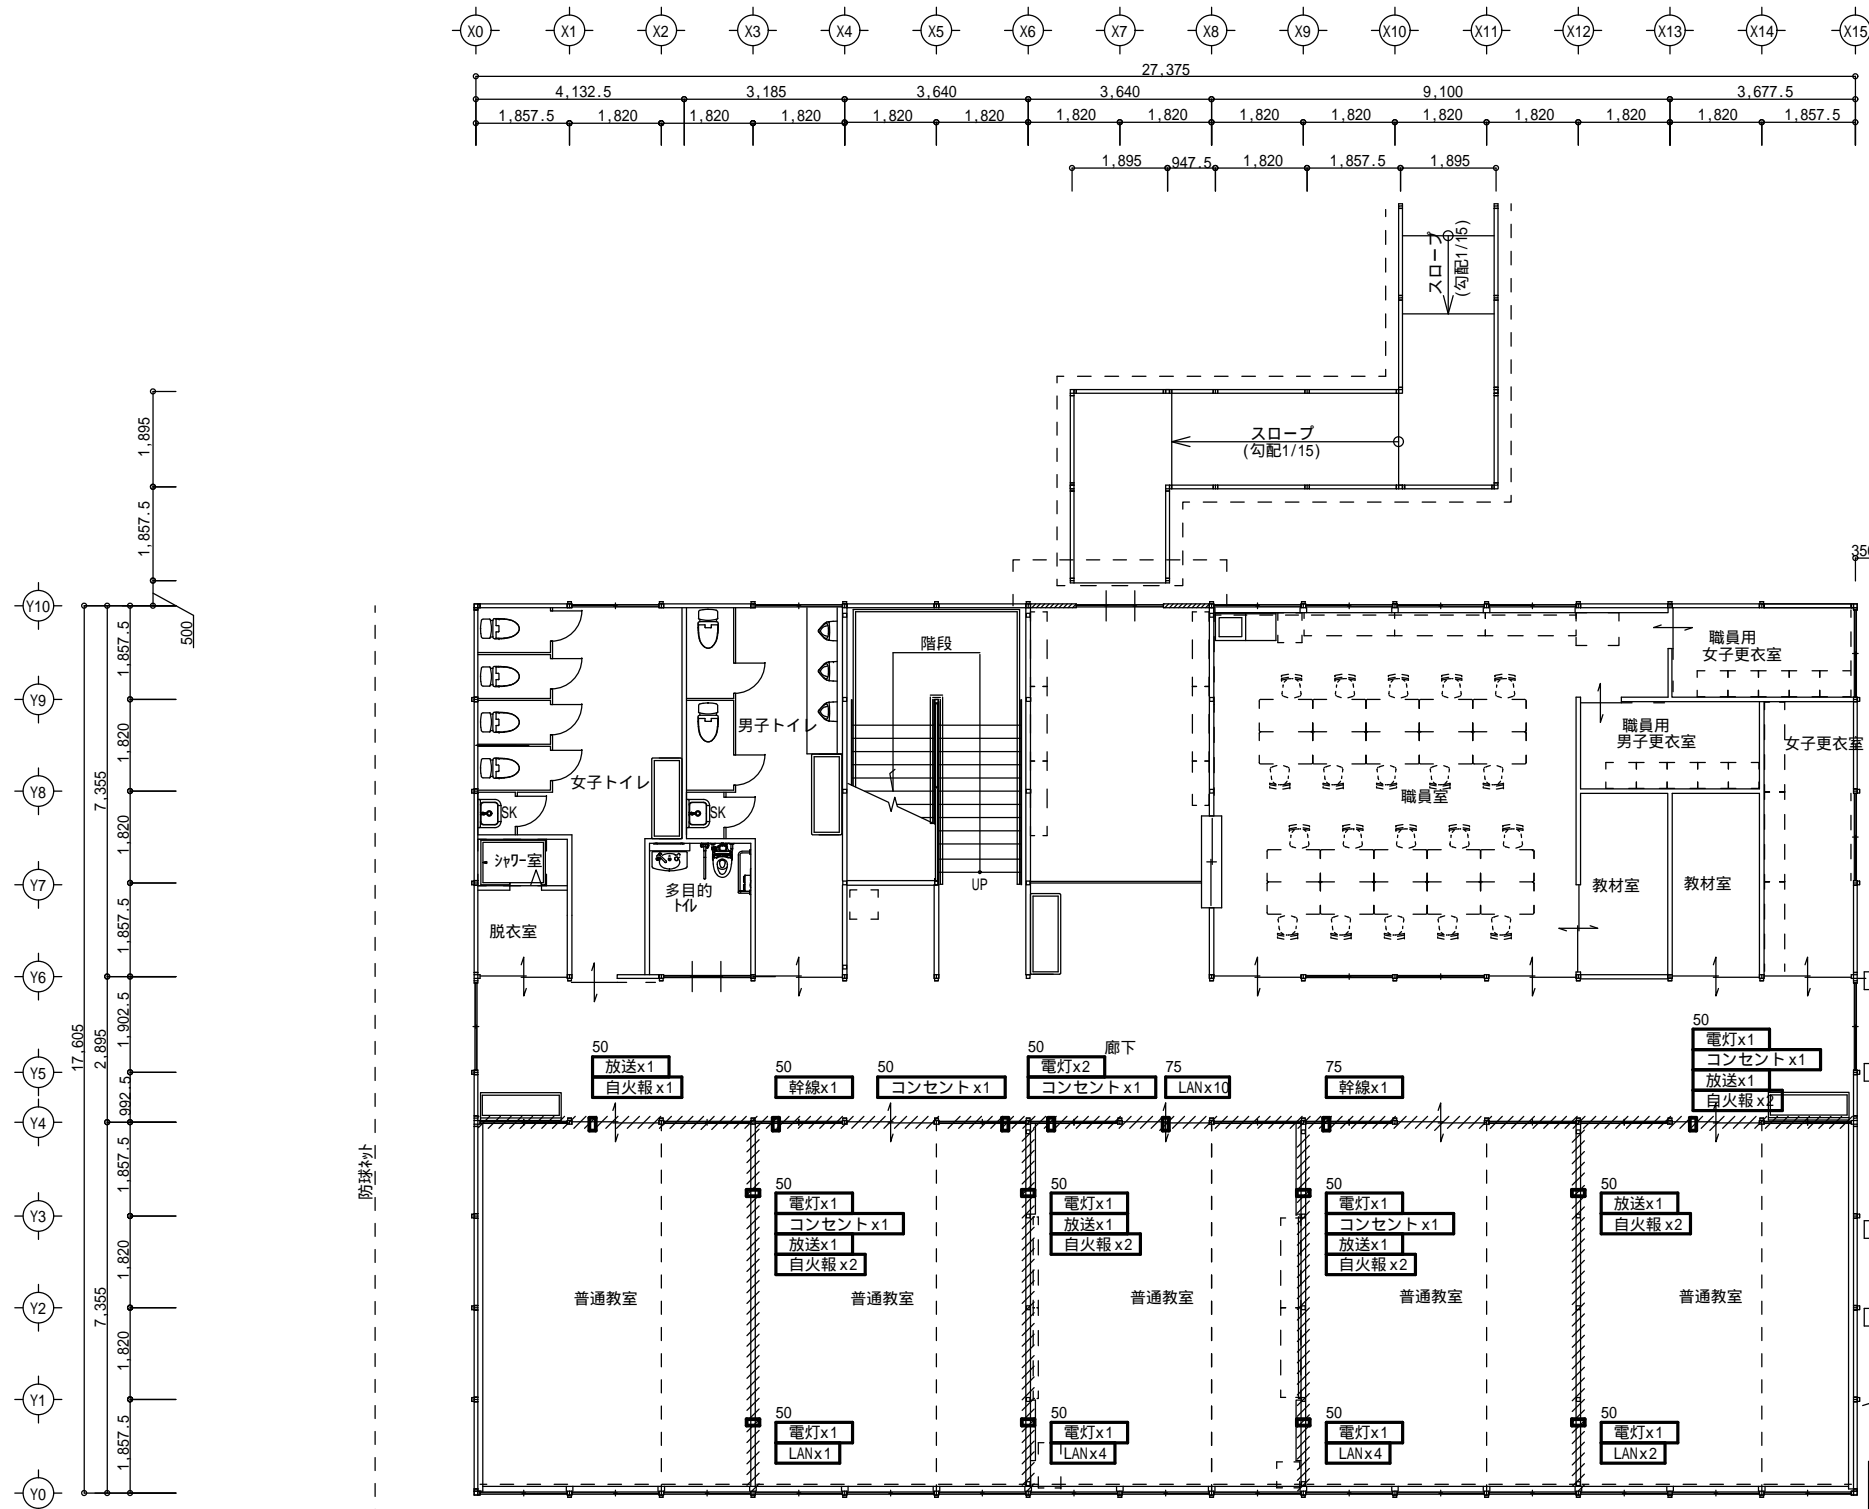 X0 X1 X2 X3 X4 X5 X6 X7 X8 X9 X10 X11 X12 X13 X14 X15
27,375
4,132.5 3,185 3,640 3,640 9,100 3,677.5
1,857.5 1,820 1,820 1,820 1,820 1,820 1,820 1,820 1,820 1,820 1,820 1,820 1,820 1,820 1,857.5
1,895 947.5 1,820 1,857.5 1,895
スロープ
(勾配1/15)
スロープ
(勾配1/15)
1,895
1,857.5
500
350
Y10
Y9
Y8
Y7
Y6
Y5
Y4
Y3
Y2
Y1
Y0
17,605
7,355
2,895
7,355
1,857.5
1,820
1,820
1,857.5
1,902.5
992.5
1,857.5
1,820
1,820
1,857.5
防球ネット
階段
UP
女子トイレ
男子トイレ
SK
SK
シャワー室
脱衣室
多目的
トイレ
職員室
職員用
女子更衣室
職員用
男子更衣室
女子更衣室
教材室
教材室
廊下
50
放送x1
自火報x1
50
幹線x1
50
コンセントx1
50
電灯x2
コンセントx1
75
LANx10
75
幹線x1
50
電灯x1
コンセントx1
放送x1
自火報x2
50
電灯x1
コンセントx1
放送x1
自火報x2
50
電灯x1
放送x1
自火報x2
50
電灯x1
コンセントx1
放送x1
自火報x2
50
放送x1
自火報x2
普通教室 普通教室 普通教室 普通教室 普通教室
50
電灯x1
LANx1
50
電灯x1
LANx4
50
電灯x1
LANx4
50
電灯x1
LANx2